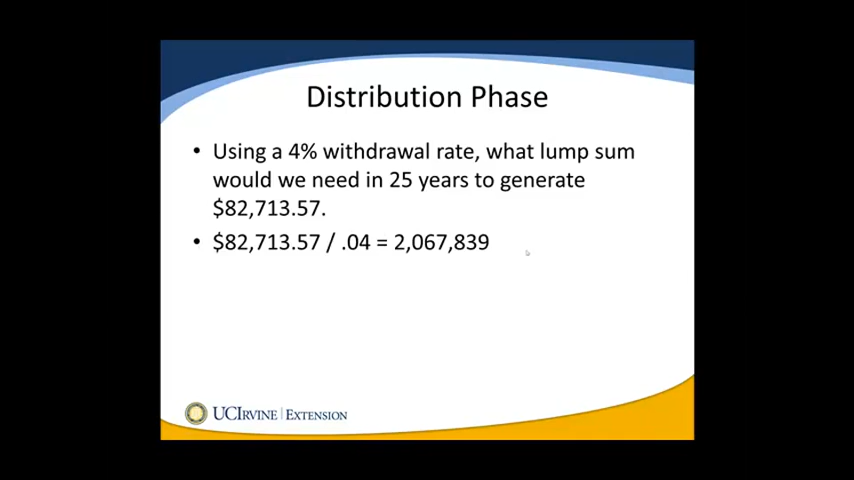 Distribution Phase
• Using a 4% withdrawal rate, what lump sum
would we need in 25 years to generate
$82,713.57.
• $82,713.57 / .04 = 2,067,839
UCIRVINE | EXTENSION